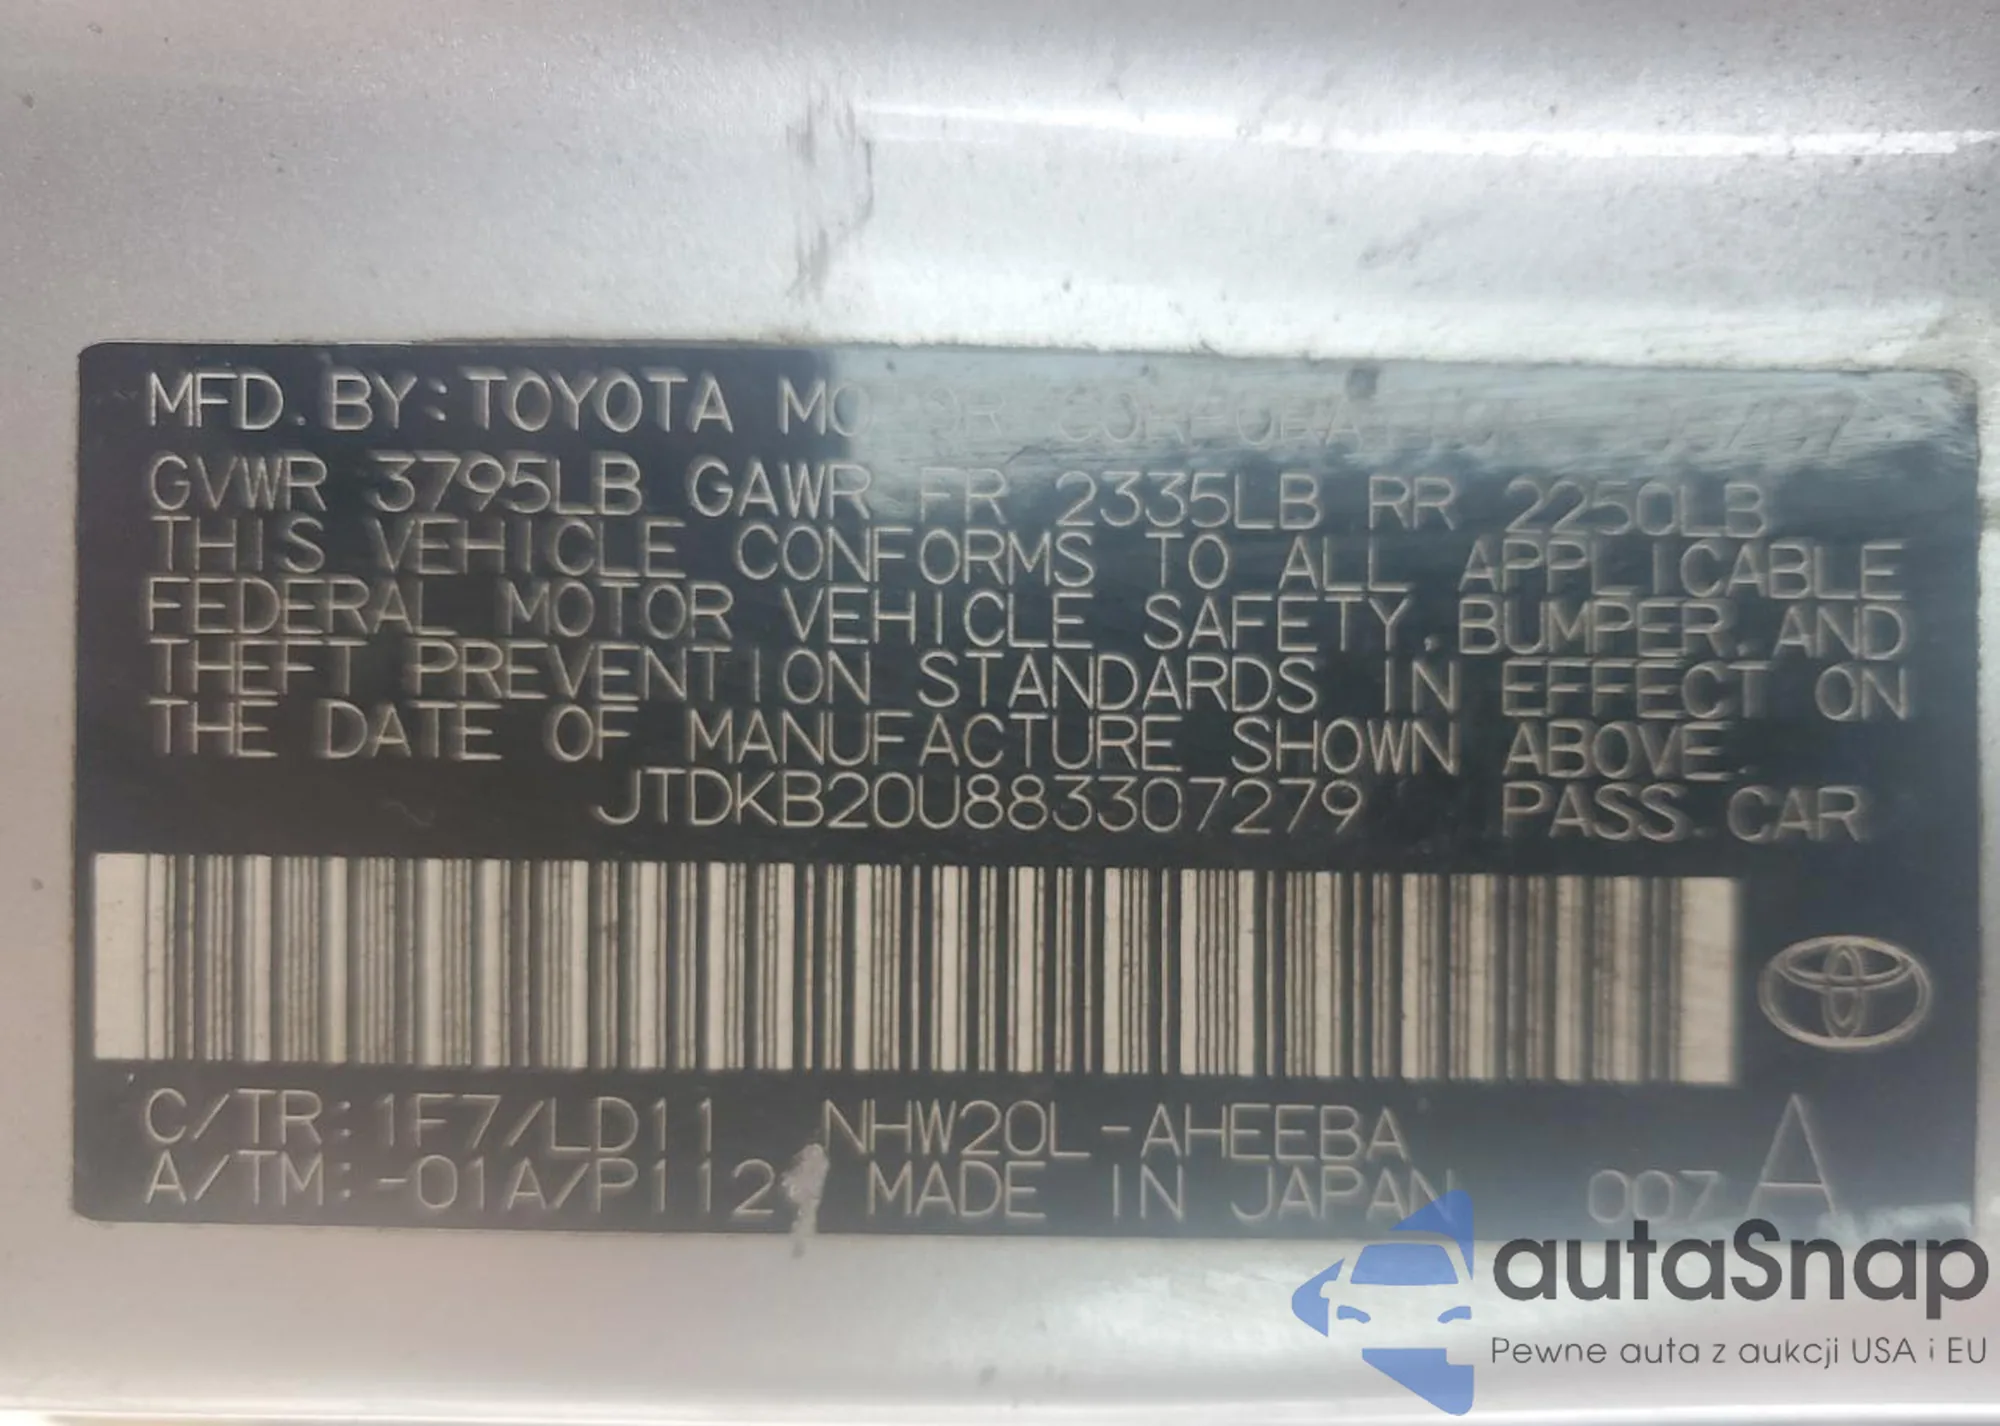 MFD. BY: TOYOTA MOTOR CORPORATION
GVWR 3795LB GAWR FR 2335LB RR 2250LB
THIS VEHICLE CONFORMS TO ALL APPLICABLE
FEDERAL MOTOR VEHICLE SAFETY, BUMPER, AND
THEFT PREVENTION STANDARDS IN EFFECT ON
THE DATE OF MANUFACTURE SHOWN ABOVE.
JTDKB20U883307279 PASS. CAR
C/TR: 1F7/LD11 NHW20L-AHEEBA
A/TM: -01A/P112 MADE IN JAPAN 007 A
autaSnap
Pewne auta z aukcji USA i EU